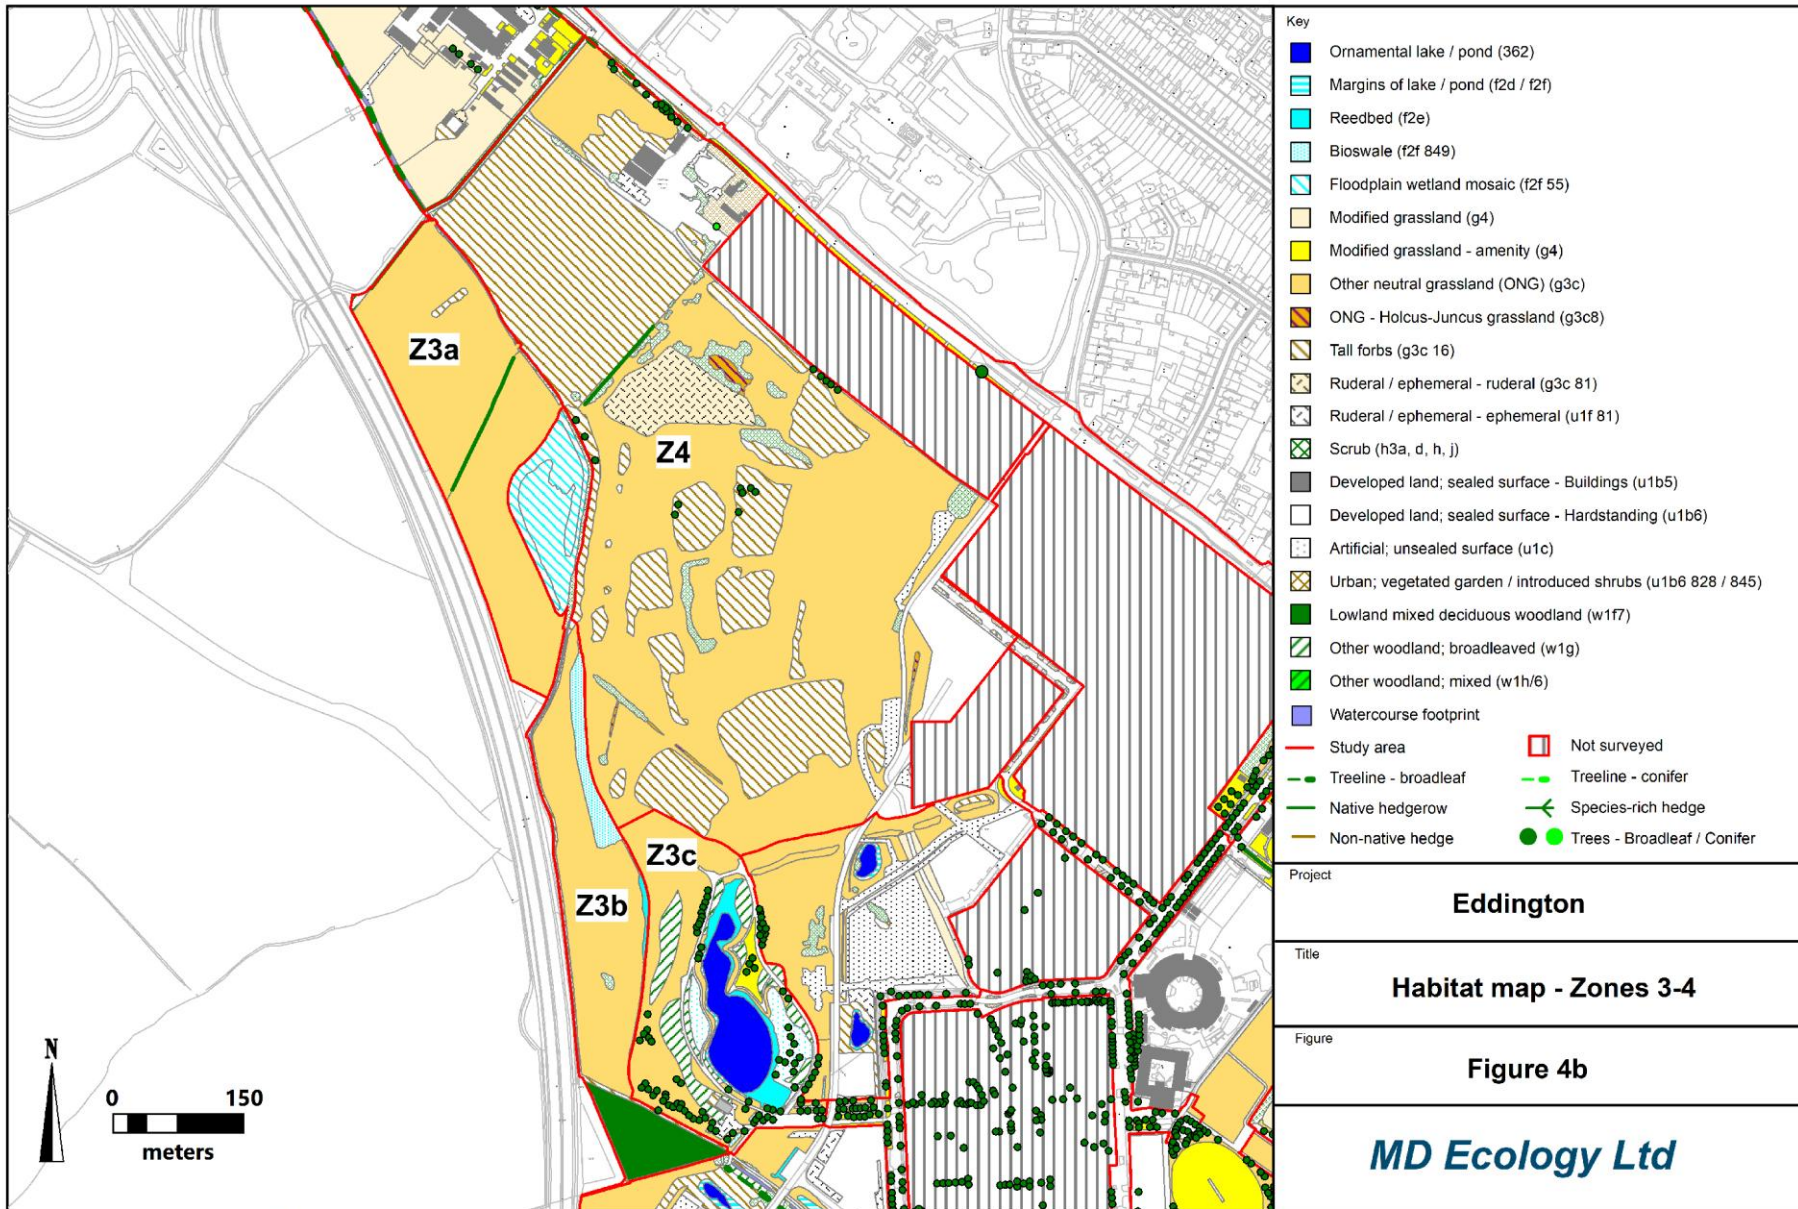 Z3a
Z4
Z3c
Z3b
N
0 150
meters
Key
Ornamental lake / pond (362)
Margins of lake / pond (f2d / f2f)
Reedbed (f2e)
Bioswale (f2f 849)
Floodplain wetland mosaic (f2f 55)
Modified grassland (g4)
Modified grassland - amenity (g4)
Other neutral grassland (ONG) (g3c)
ONG - Holcus-Juncus grassland (g3c8)
Tall forbs (g3c 16)
Ruderal / ephemeral - ruderal (g3c 81)
Ruderal / ephemeral - ephemeral (u1f 81)
Scrub (h3a, d, h, j)
Developed land; sealed surface - Buildings (u1b5)
Developed land; sealed surface - Hardstanding (u1b6)
Artificial; unsealed surface (u1c)
Urban; vegetated garden / introduced shrubs (u1b6 828 / 845)
Lowland mixed deciduous woodland (w1f7)
Other woodland; broadleaved (w1g)
Other woodland; mixed (w1h/6)
Watercourse footprint
Study area Not surveyed
Treeline - broadleaf Treeline - conifer
Native hedgerow Species-rich hedge
Non-native hedge Trees - Broadleaf / Conifer
Project
Eddington
Title
Habitat map - Zones 3-4
Figure
Figure 4b
MD Ecology Ltd